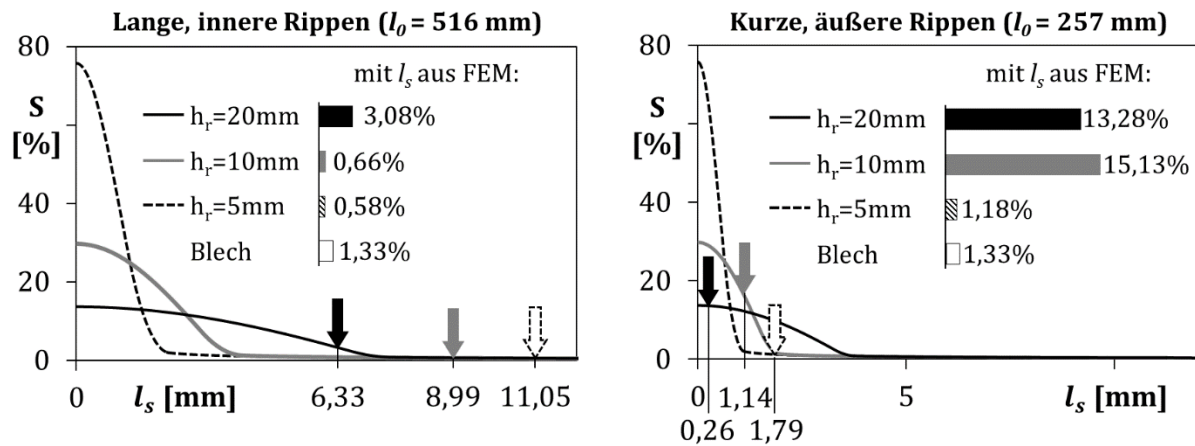 Lange, innere Rippen (l0 = 516 mm)
80
S
[%]
40
20
0
mit ls aus FEM:
hr=20mm 3,08%
hr=10mm 0,66%
hr=5mm 0,58%
Blech 1,33%
0 ls [mm] 6,33 8,99 11,05
Kurze, äußere Rippen (l0 = 257 mm)
80
S
[%]
40
20
0
mit ls aus FEM:
hr=20mm 13,28%
hr=10mm 15,13%
hr=5mm 1,18%
Blech 1,33%
0 1,14 5 ls [mm]
0,26 1,79